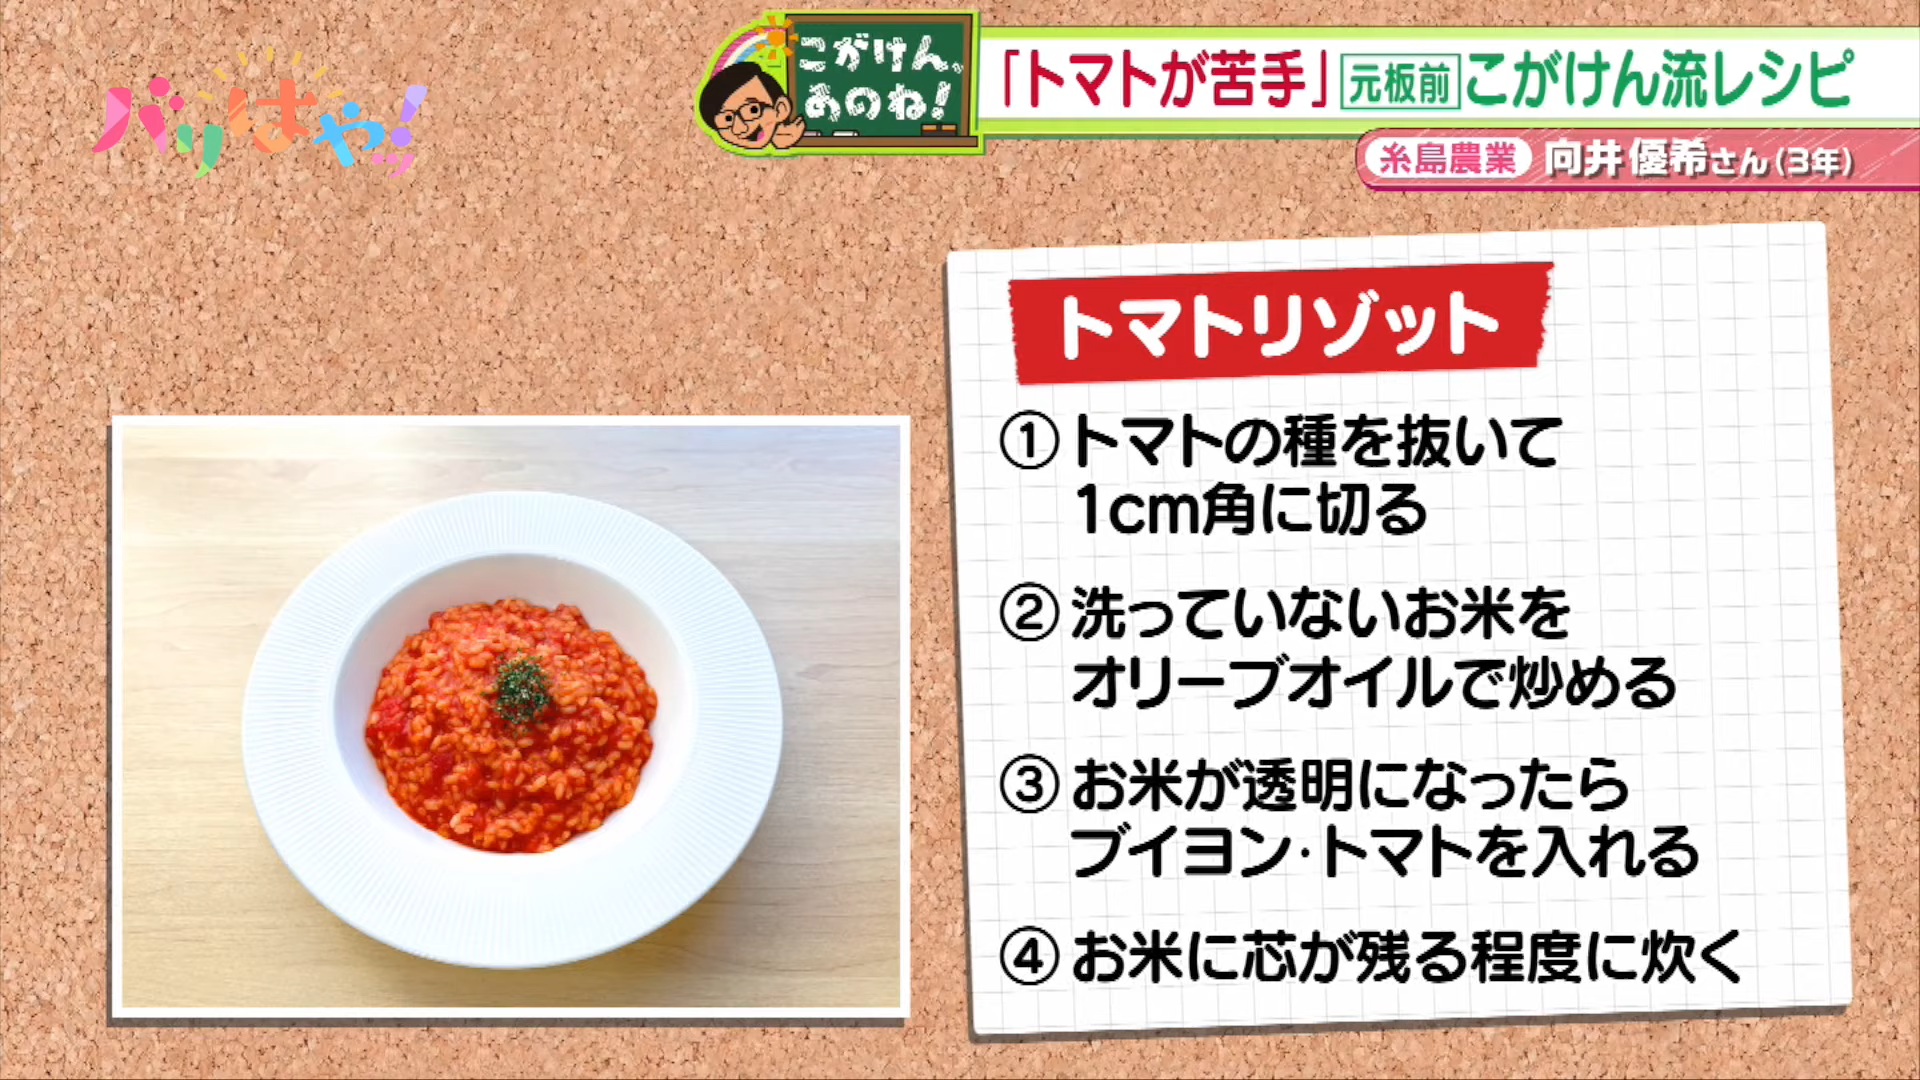 バリはやッ!
こがけん、
あのね!
「トマトが苦手」元板前こがけん流レシピ
糸島農業 向井 優希さん(3年)
トマトリゾット
①トマトの種を抜いて
1cm角に切る
②洗っていないお米を
オリーブオイルで炒める
③お米が透明になったら
ブイヨン・トマトを入れる
④お米に芯が残る程度に炊く